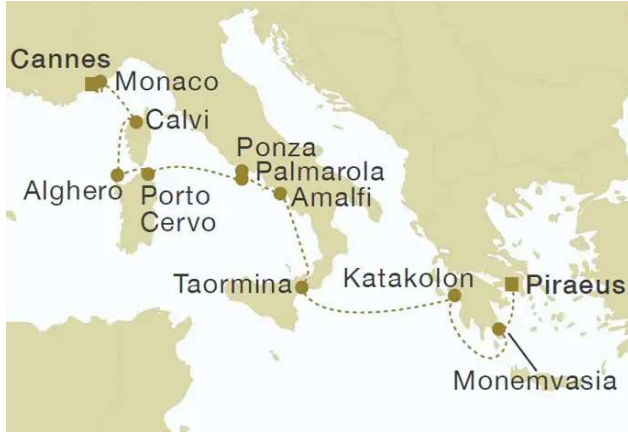 Cannes
Monaco
Calvi
Ponza
Palmarola
Alghero
Porto
Cervo
Amalfi
Taormina
Katakolon
Piraeus
Monemvasia